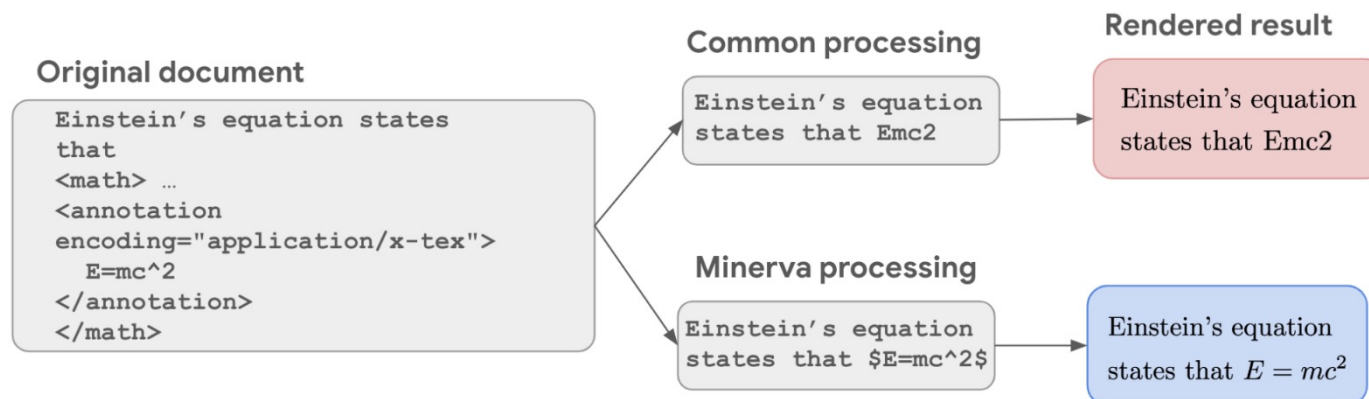 Original document
Einstein’s equation states
that
<math> …
<annotation
encoding="application/x-tex">
E=mc^2
</annotation>
</math>
Common processing
Einstein’s equation
states that Emc2
Rendered result
Einstein’s equation
states that Emc2
Minerva processing
Einstein’s equation
states that $E=mc^2$
Einstein’s equation
states that E = mc²